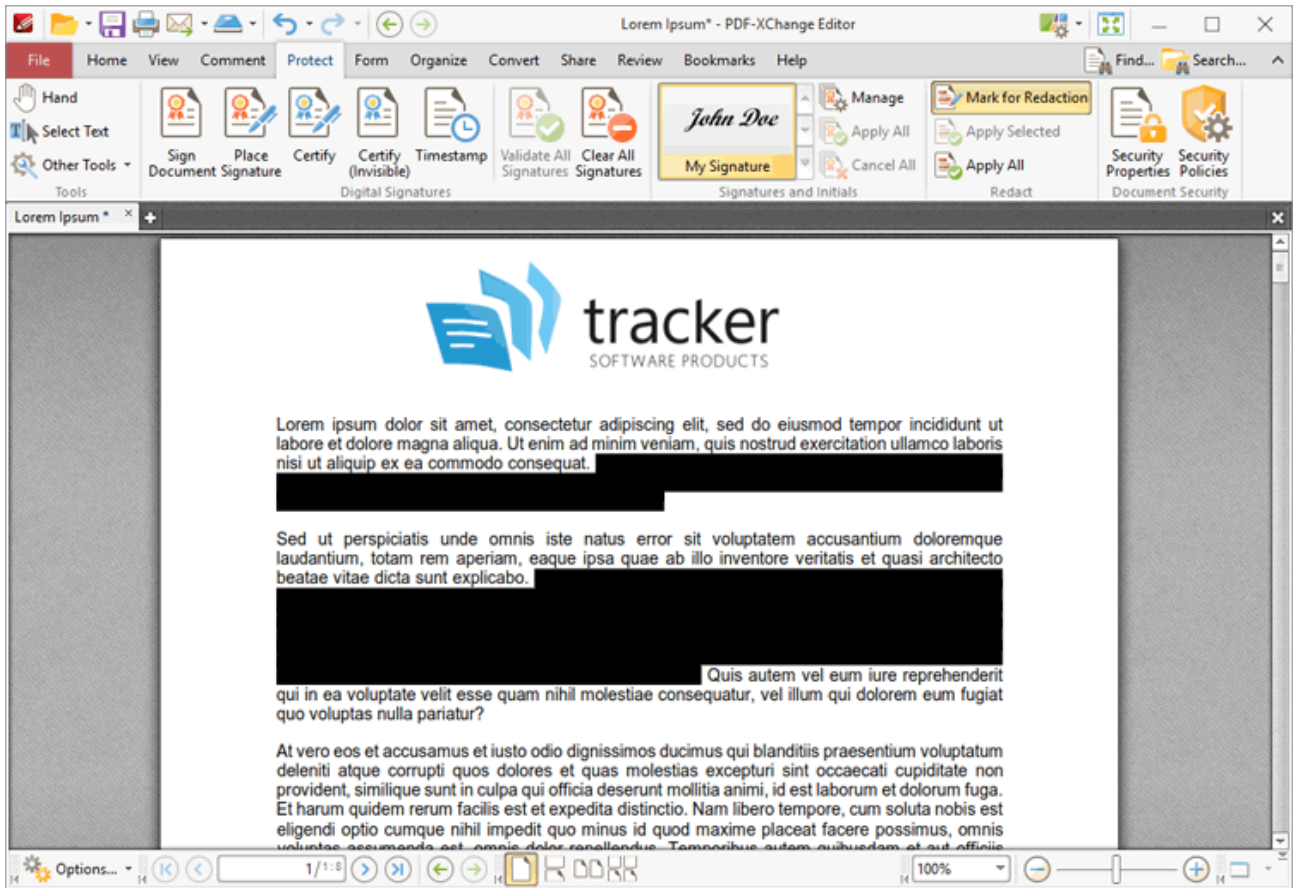 Lorem Ipsum* - PDF-XChange Editor
File Home View Comment Protect Form Organize Convert Share Review Bookmarks Help Find... Search...
Hand
Select Text
Other Tools
Tools
Sign Document
Place Signature
Certify
Certify (Invisible)
Timestamp
Digital Signatures
Validate All Signatures
Clear All Signatures
John Doe
My Signature
Manage
Apply All
Cancel All
Signatures and Initials
Mark for Redaction
Apply Selected
Apply All
Redact
Security Properties
Security Policies
Document Security
Lorem Ipsum *
tracker
SOFTWARE PRODUCTS
Lorem ipsum dolor sit amet, consectetur adipiscing elit, sed do eiusmod tempor incididunt ut
labore et dolore magna aliqua. Ut enim ad minim veniam, quis nostrud exercitation ullamco laboris
nisi ut aliquip ex ea commodo consequat.
Sed ut perspiciatis unde omnis iste natus error sit voluptatem accusantium doloremque
laudantium, totam rem aperiam, eaque ipsa quae ab illo inventore veritatis et quasi architecto
beatae vitae dicta sunt explicabo.
Quis autem vel eum iure reprehenderit
qui in ea voluptate velit esse quam nihil molestiae consequatur, vel illum qui dolorem eum fugiat
quo voluptas nulla pariatur?
At vero eos et accusamus et iusto odio dignissimos ducimus qui blanditiis praesentium voluptatum
deleniti atque corrupti quos dolores et quas molestias excepturi sint occaecati cupiditate non
provident, similique sunt in culpa qui officia deserunt mollitia animi, id est laborum et dolorum fuga.
Et harum quidem rerum facilis est et expedita distinctio. Nam libero tempore, cum soluta nobis est
eligendi optio cumque nihil impedit quo minus id quod maxime placeat facere possimus, omnis
voluptas assumenda est, omnis dolor repellendus. Temporibus autem quibusdam et aut officiis
Options... 1/1:8 100%